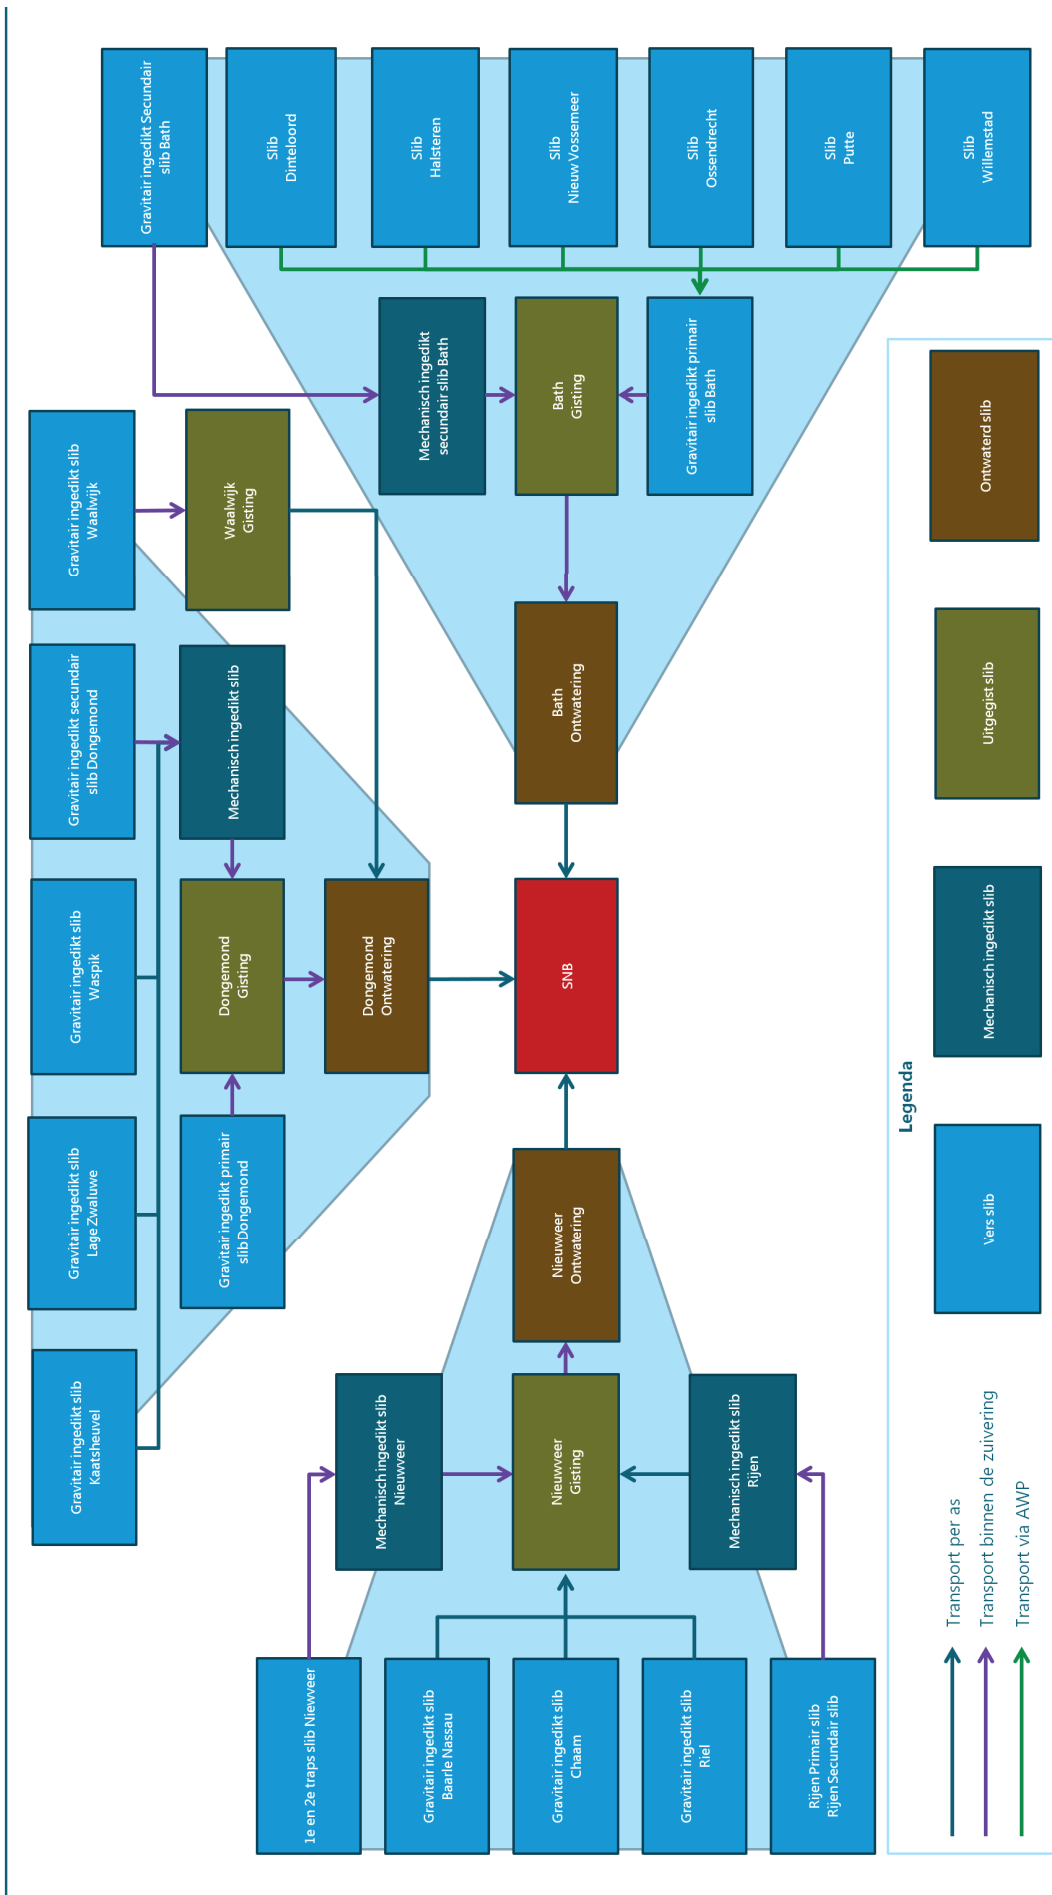 Gravitair ingedikt slib
Kaatsheuvel
Gravitair ingedikt slib
Lage Zwaluwe
Gravitair ingedikt slib
Waspik
Gravitair ingedikt secundair
slib Dongemond
Gravitair ingedikt slib
Waalwijk
Gravitair ingedikt Secundair
slib Bath
Gravitair ingedikt primair
slib Dongemond
Dongemond
Gisting
Mechanisch ingedikt slib
Waalwijk
Gisting
Slib
Dinteloord
1e en 2e traps slib Niewveer
Mechanisch ingedikt slib
Nieuwveer
Dongemond
Ontwatering
Mechanisch ingedikt
secundair slib Bath
Slib
Halsteren
Gravitair ingedikt slib
Baarle Nassau
Gravitair ingedikt slib
Chaam
Nieuwveer
Gisting
Nieuweer
Ontwatering
SNB
Bath
Ontwatering
Bath
Gisting
Slib
Nieuw Vossemeer
Gravitair ingedikt slib
Riel
Mechanisch ingedikt slib
Rijen
Gravitair ingedikt primair
slib Bath
Slib
Ossendrecht
Rijen Primair slib
Rijen Secundair slib
Slib
Putte
Slib
Willemstad
Legenda
Transport per as
Transport binnen de zuivering
Transport via AWP
Vers slib
Mechanisch ingedikt slib
Uitgegist slib
Ontwaterd slib